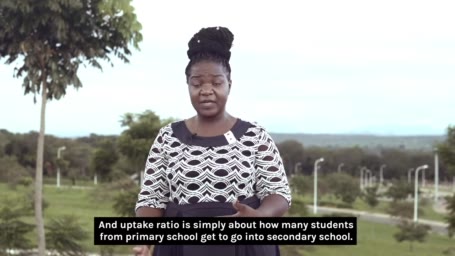 And uptake ratio is simply about how many students
from primary school get to go into secondary school.